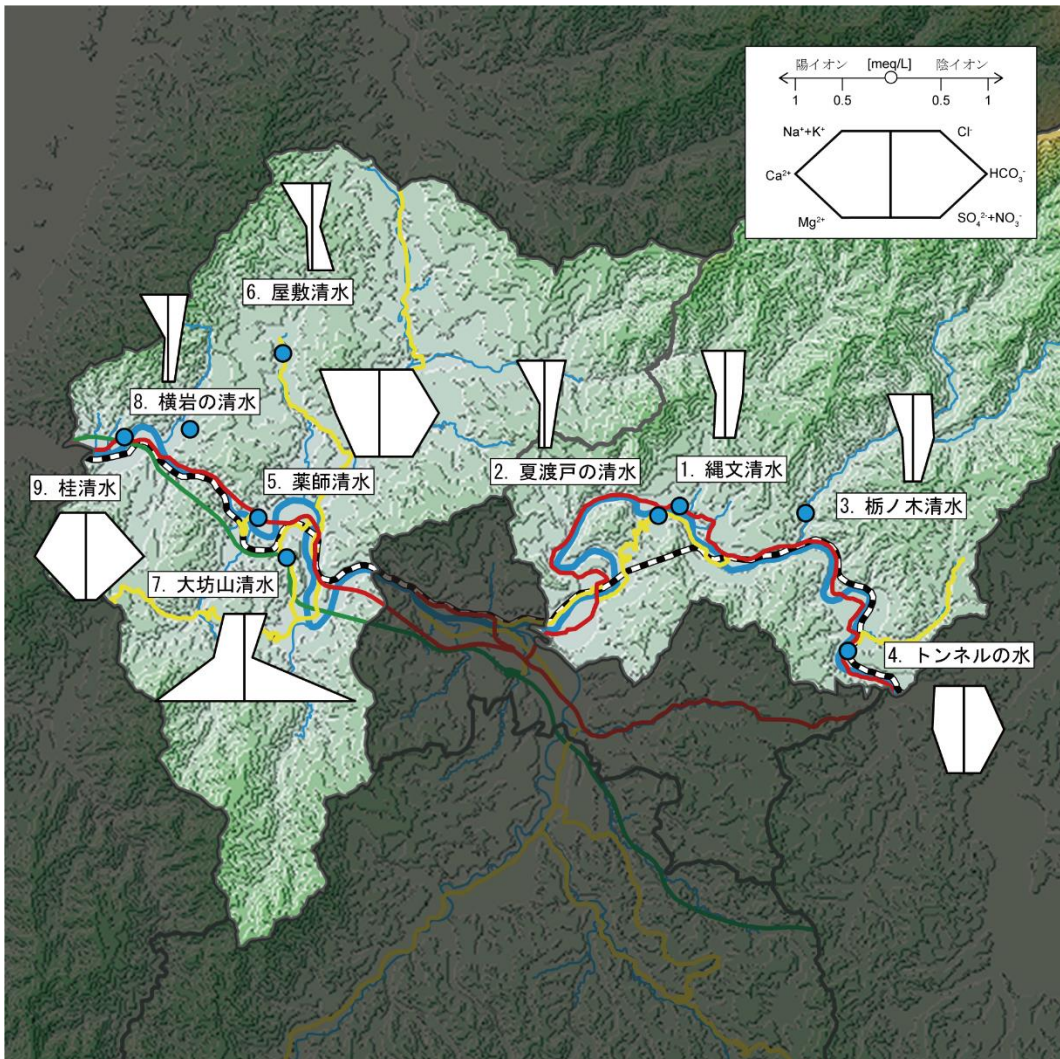 陽イオン [meq/L] 陰イオン
1 0.5 0.5 1
Na⁺+K⁺ Cl⁻
Ca²⁺ HCO₃⁻
Mg²⁺ SO₄²⁻+NO₃⁻
6. 屋敷清水
8. 横岩の清水
2. 夏渡戸の清水
1. 縄文清水
3. 栃ノ木清水
9. 桂清水
5. 薬師清水
7. 大坊山清水
4. トンネルの水